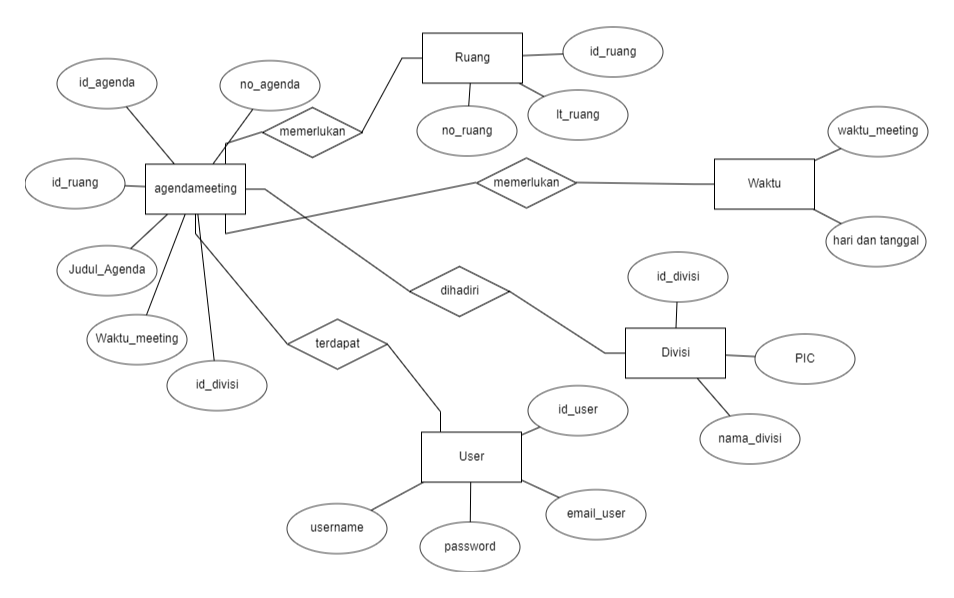 Ruang
id_ruang
id_agenda
no_agenda
lt_ruang
no_ruang
memerlukan
waktu_meeting
id_ruang
agendameeting
memerlukan
Waktu
hari dan tanggal
Judul_Agenda
id_divisi
dihadiri
Waktu_meeting
terdapat
Divisi
PIC
id_divisi
id_user
nama_divisi
User
username
email_user
password